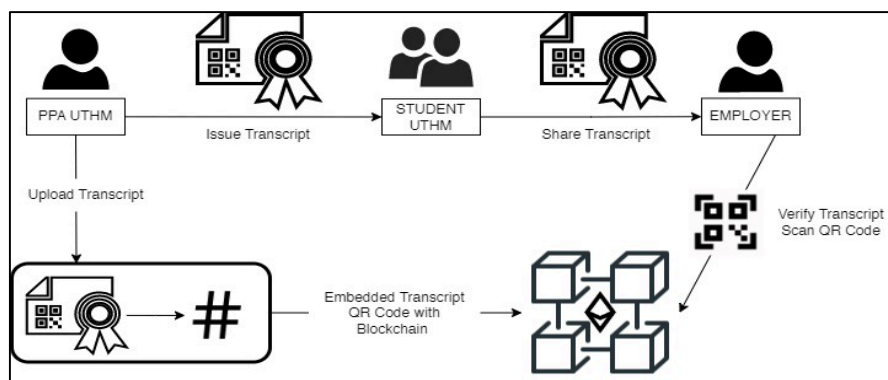 PPA UTHM
Issue Transcript
STUDENT
UTHM
Share Transcript
EMPLOYER
Upload Transcript
Verify Transcript
Scan QR Code
#
Embedded Transcript
QR Code with
Blockchain